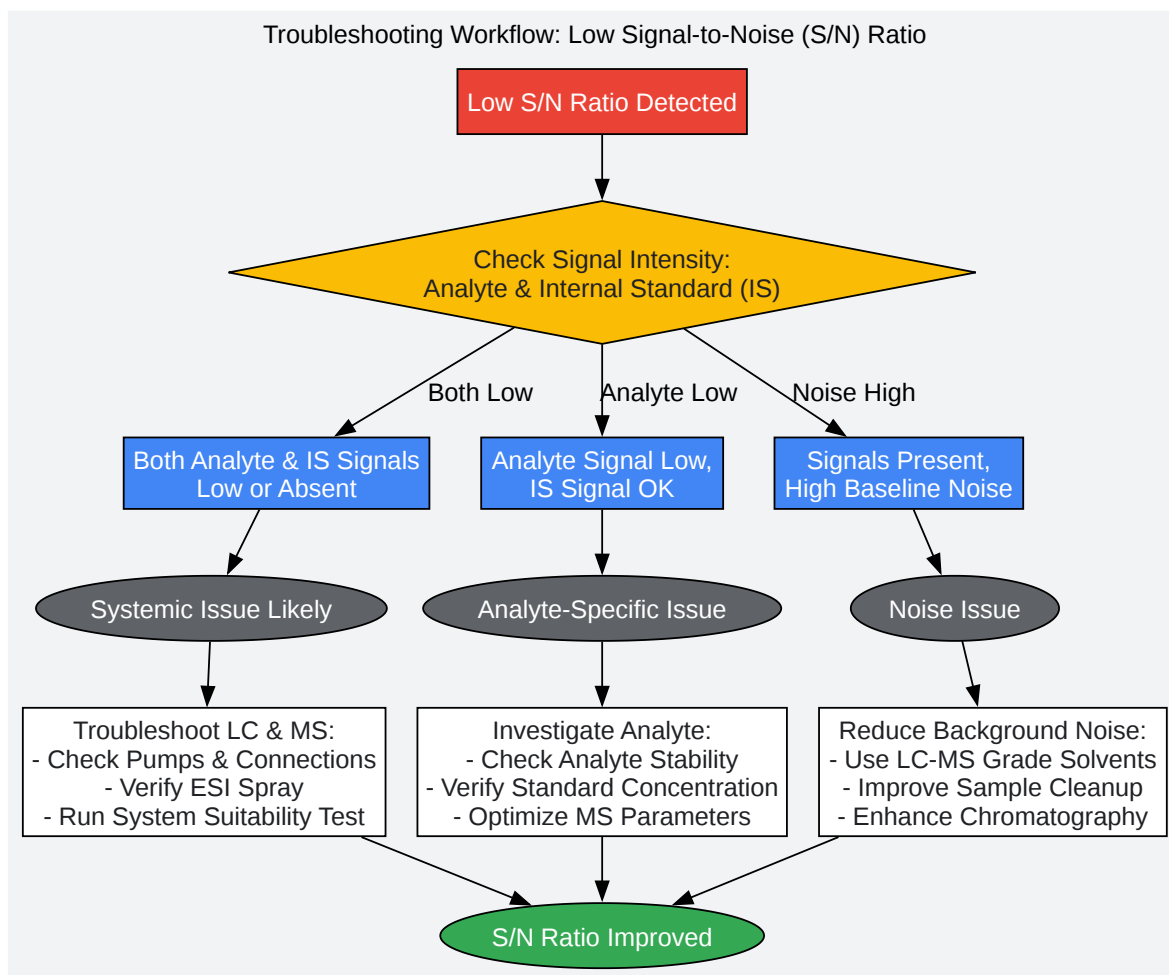 Troubleshooting Workflow: Low Signal-to-Noise (S/N) Ratio
Low S/N Ratio Detected
Check Signal Intensity:
Analyte & Internal Standard (IS)
Both Low
Analyte Low
Noise High
Both Analyte & IS Signals
Low or Absent
Analyte Signal Low,
IS Signal OK
Signals Present,
High Baseline Noise
Systemic Issue Likely
Analyte-Specific Issue
Noise Issue
Troubleshoot LC & MS:
- Check Pumps & Connections
- Verify ESI Spray
- Run System Suitability Test
Investigate Analyte:
- Check Analyte Stability
- Verify Standard Concentration
- Optimize MS Parameters
Reduce Background Noise:
- Use LC-MS Grade Solvents
- Improve Sample Cleanup
- Enhance Chromatography
S/N Ratio Improved